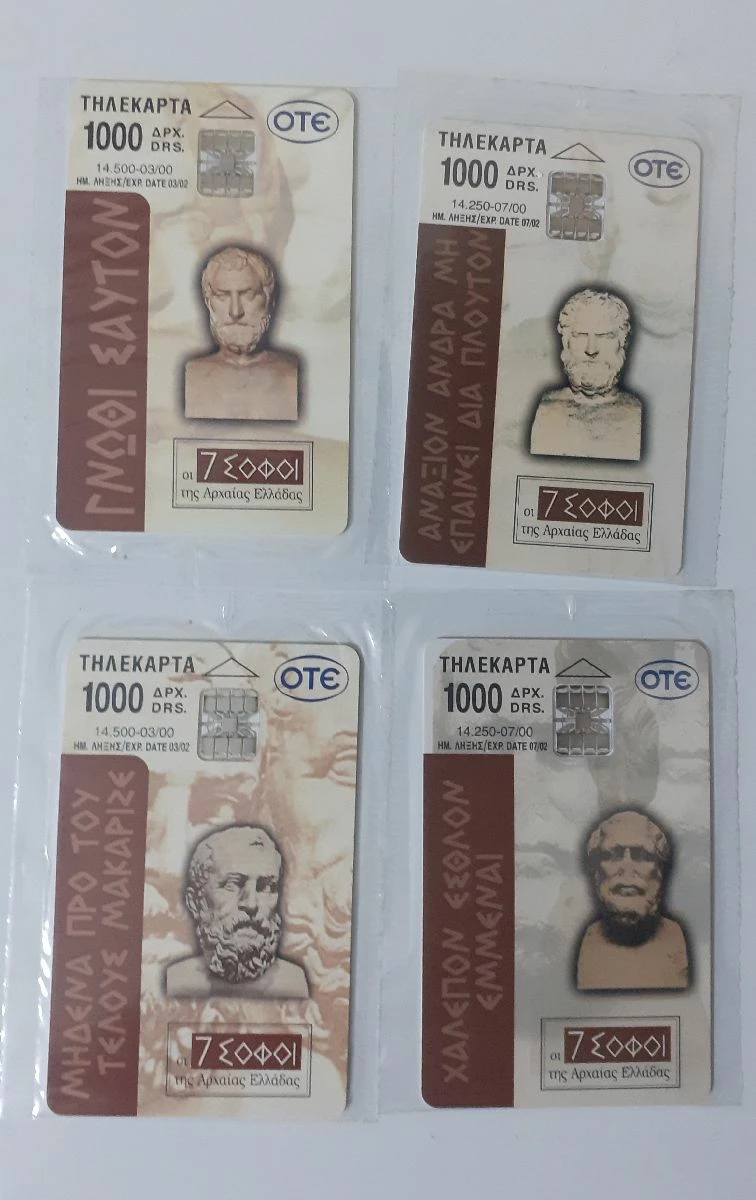 ΤΗΛΕΚΑΡΤΑ
1000 ΔΡΧ. DRS.
ΟΤΕ
14.500-03/00
ΗΜ. ΛΗΞΗΣ/EXP. DATE 03/02
ΓΝΩΘΙ ΣΑΥΤΟΝ
οι 7 ΣΟΦΟΙ
της Αρχαίας Ελλάδας
ΤΗΛΕΚΑΡΤΑ
1000 ΔΡΧ. DRS.
ΟΤΕ
14.250-07/00
ΗΜ. ΛΗΞΗΣ/EXP. DATE 07/02
ΑΝΑΞΙΟΝ ΑΝΔΡΑ ΜΗ
ΕΠΑΙΝΕΙ ΔΙΑ ΠΛΟΥΤΟΝ
οι 7 ΣΟΦΟΙ
της Αρχαίας Ελλάδας
ΤΗΛΕΚΑΡΤΑ
1000 ΔΡΧ. DRS.
ΟΤΕ
14.500-03/00
ΗΜ. ΛΗΞΗΣ/EXP. DATE 03/02
ΜΗΔΕΝΑ ΠΡΟ ΤΟΥ
ΤΕΛΟΥΣ ΜΑΚΑΡΙΖΕ
οι 7 ΣΟΦΟΙ
της Αρχαίας Ελλάδας
ΤΗΛΕΚΑΡΤΑ
1000 ΔΡΧ. DRS.
ΟΤΕ
14.250-07/00
ΗΜ. ΛΗΞΗΣ/EXP. DATE 07/02
ΧΑΛΕΠΟΝ ΕΣΘΛΟΝ
ΕΜΜΕΝΑΙ
οι 7 ΣΟΦΟΙ
της Αρχαίας Ελλάδας